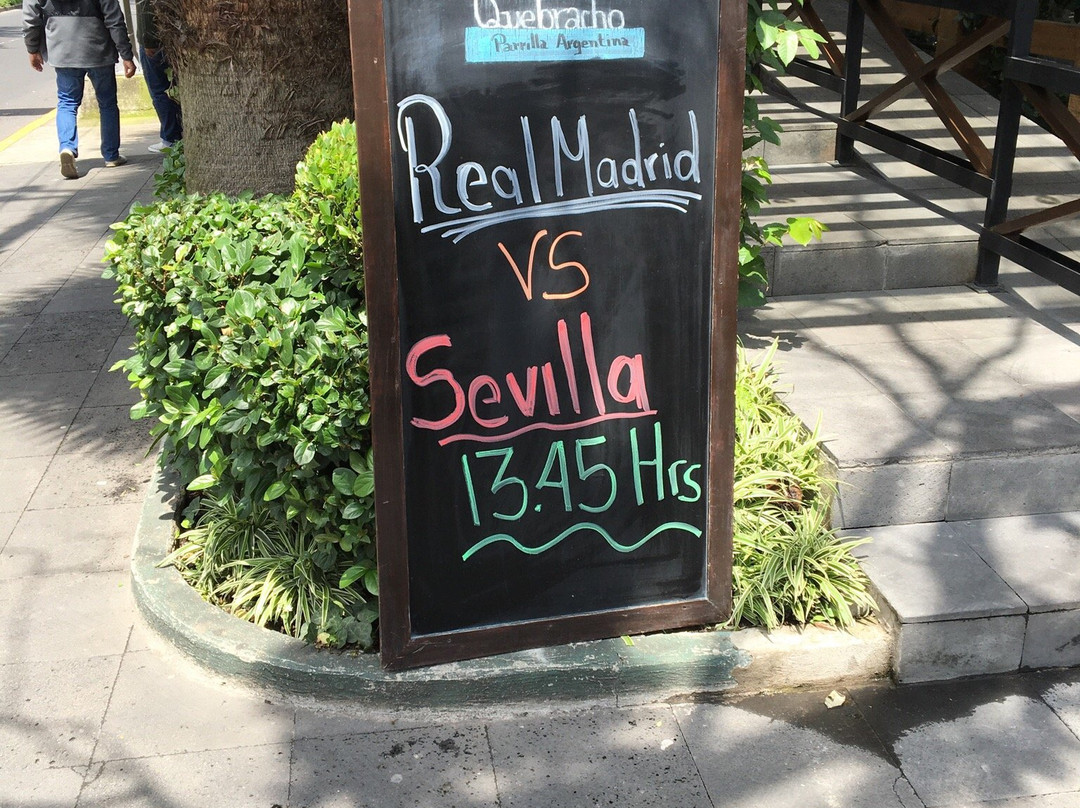 Quebracho
Parrilla Argentina
Real Madrid
VS
Sevilla
13.45 Hrs